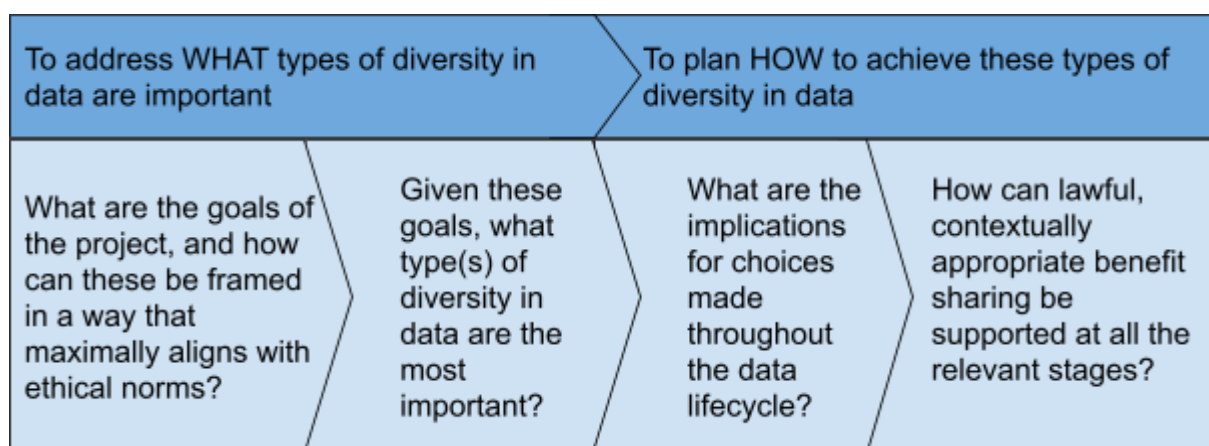 To address WHAT types of diversity in
data are important
To plan HOW to achieve these types of
diversity in data
What are the goals of
the project, and how
can these be framed
in a way that
maximally aligns with
ethical norms?
Given these
goals, what
type(s) of
diversity in
data are the
most
important?
What are the
implications
for choices
made
throughout
the data
lifecycle?
How can lawful,
contextually
appropriate benefit
sharing be
supported at all the
relevant stages?